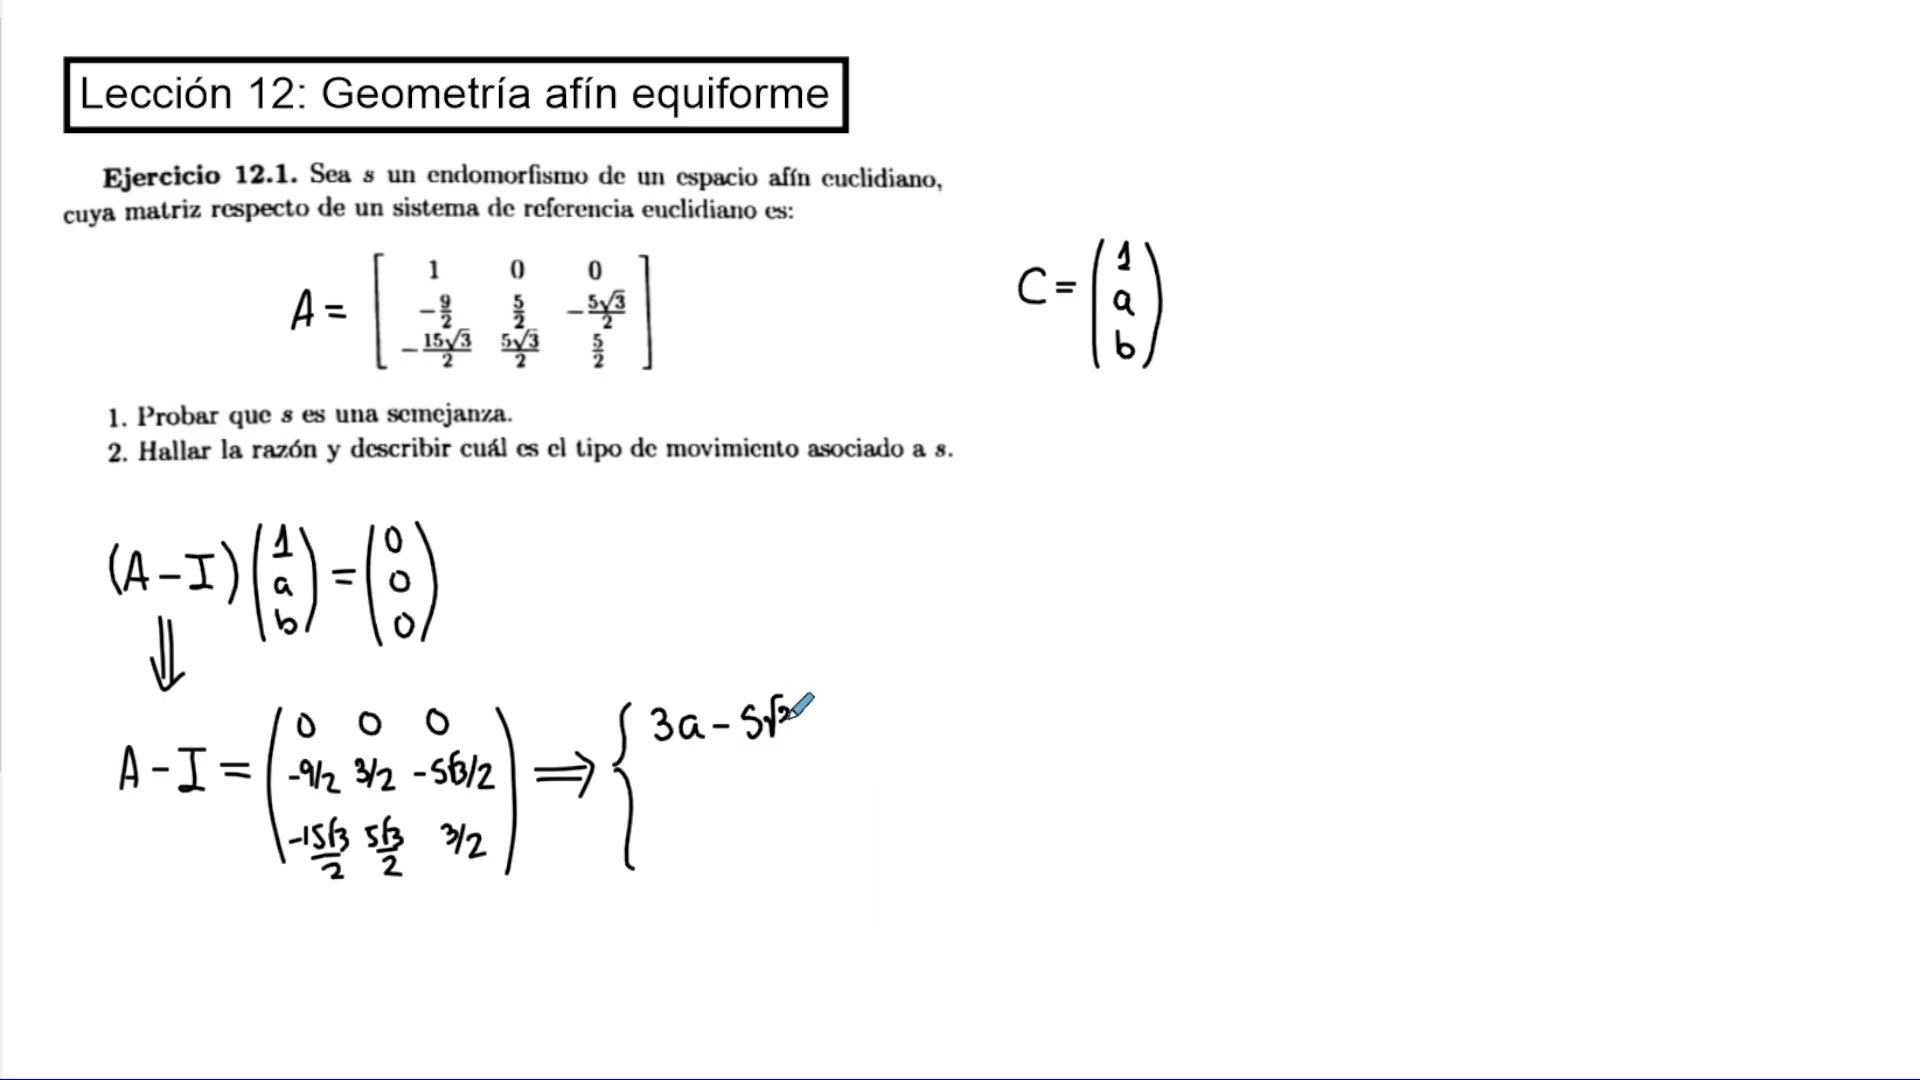 Lección 12: Geometría afín equiforme
Ejercicio 12.1. Sea s un endomorfismo de un espacio afín euclidiano,
cuya matriz respecto de un sistema de referencia euclidiano es:
A = [ 1 0 0
-9/2 5/2 -5√3/2
-15√3/2 5√3/2 5/2 ]
C = (1 a b)
1. Probar que s es una semejanza.
2. Hallar la razón y describir cuál es el tipo de movimiento asociado a s.
(A - I) (1 a b) = (0 0 0)
⇓
A - I = ( 0 0 0
-9/2 3/2 -5√3/2
-15√3/2 5√3/2 3/2 ) ⟹ { 3a - 5√